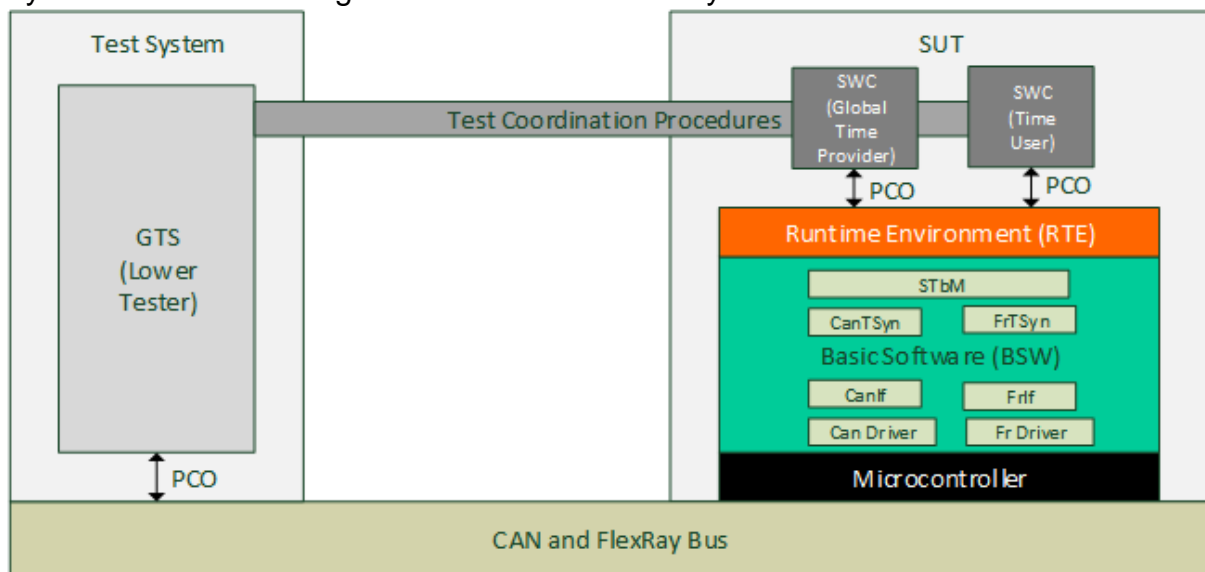 Test System
SUT
SWC
(Global
Time
Provider)
SWC
(Time
User)
Test Coordination Procedures
PCO
PCO
GTS
(Lower
Tester)
Runtime Environment (RTE)
STbM
CanTSyn
FrTSyn
Basic Software (BSW)
CanIf
FrIf
Can Driver
Fr Driver
PCO
Microcontroller
CAN and FlexRay Bus